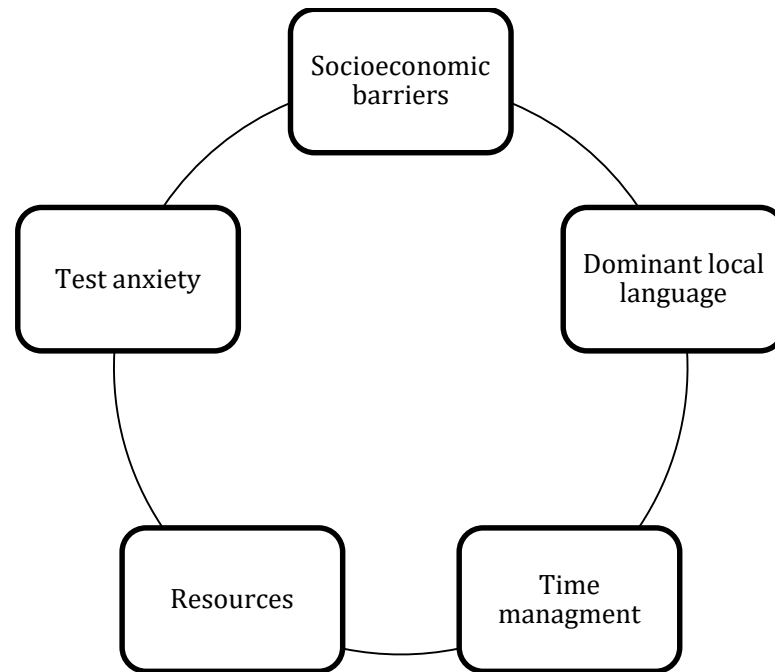 Socioeconomic
barriers
Dominant local
language
Time
managment
Resources
Test anxiety